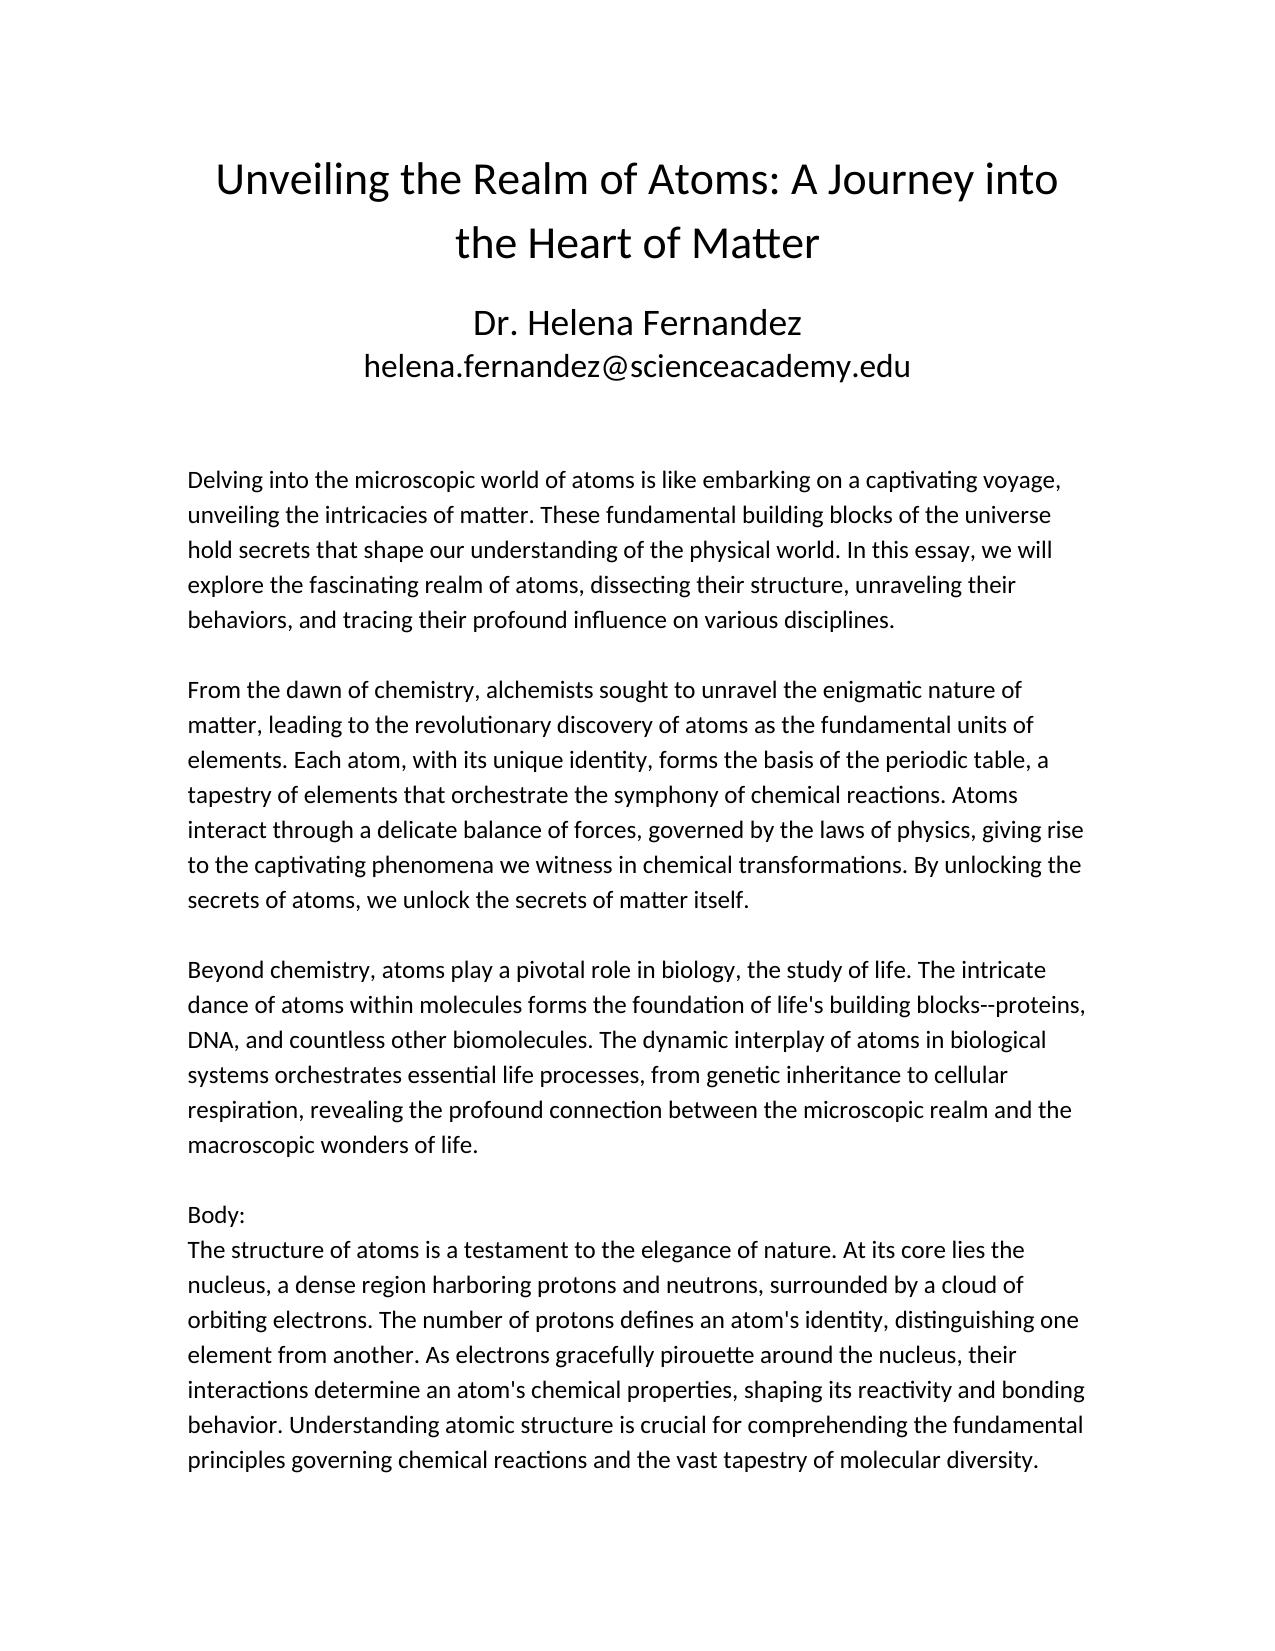 Unveiling the Realm of Atoms: A Journey into
the Heart of Matter
Dr. Helena Fernandez
helena.fernandez@scienceacademy.edu
Delving into the microscopic world of atoms is like embarking on a captivating voyage,
unveiling the intricacies of matter. These fundamental building blocks of the universe
hold secrets that shape our understanding of the physical world. In this essay, we will
explore the fascinating realm of atoms, dissecting their structure, unraveling their
behaviors, and tracing their profound influence on various disciplines.
From the dawn of chemistry, alchemists sought to unravel the enigmatic nature of
matter, leading to the revolutionary discovery of atoms as the fundamental units of
elements. Each atom, with its unique identity, forms the basis of the periodic table, a
tapestry of elements that orchestrate the symphony of chemical reactions. Atoms
interact through a delicate balance of forces, governed by the laws of physics, giving rise
to the captivating phenomena we witness in chemical transformations. By unlocking the
secrets of atoms, we unlock the secrets of matter itself.
Beyond chemistry, atoms play a pivotal role in biology, the study of life. The intricate
dance of atoms within molecules forms the foundation of life's building blocks--proteins,
DNA, and countless other biomolecules. The dynamic interplay of atoms in biological
systems orchestrates essential life processes, from genetic inheritance to cellular
respiration, revealing the profound connection between the microscopic realm and the
macroscopic wonders of life.
Body:
The structure of atoms is a testament to the elegance of nature. At its core lies the
nucleus, a dense region harboring protons and neutrons, surrounded by a cloud of
orbiting electrons. The number of protons defines an atom's identity, distinguishing one
element from another. As electrons gracefully pirouette around the nucleus, their
interactions determine an atom's chemical properties, shaping its reactivity and bonding
behavior. Understanding atomic structure is crucial for comprehending the fundamental
principles governing chemical reactions and the vast tapestry of molecular diversity.